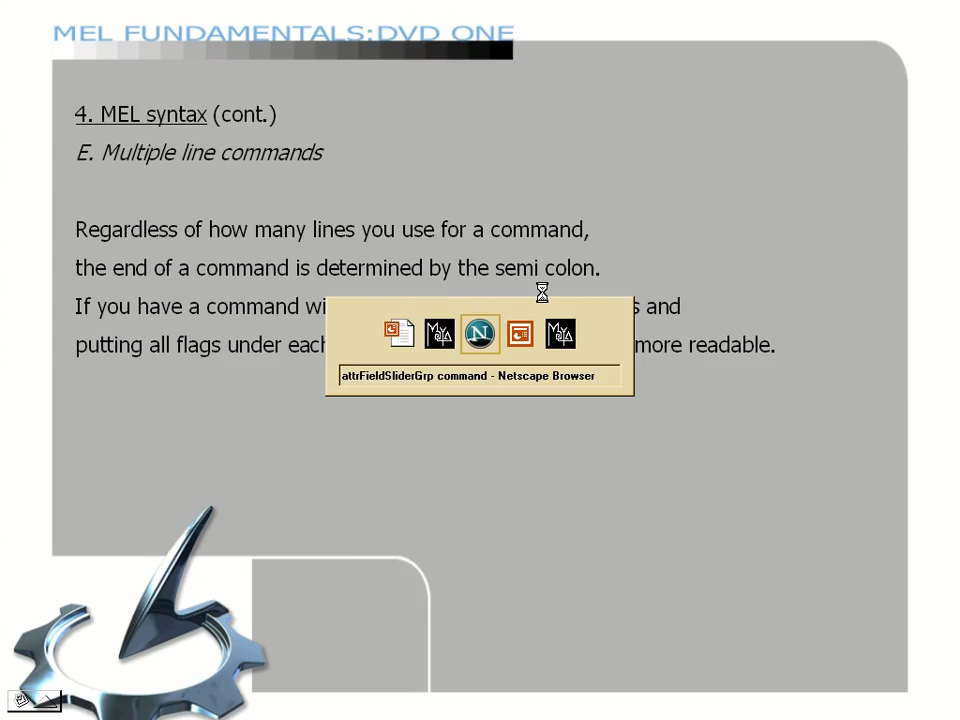 MEL FUNDAMENTALS:DVD ONE
4. MEL syntax (cont.)
E. Multiple line commands
Regardless of how many lines you use for a command,
the end of a command is determined by the semi colon.
If you have a command wi s and
putting all flags under each more readable.
attrFieldSliderGrp command - Netscape Browser